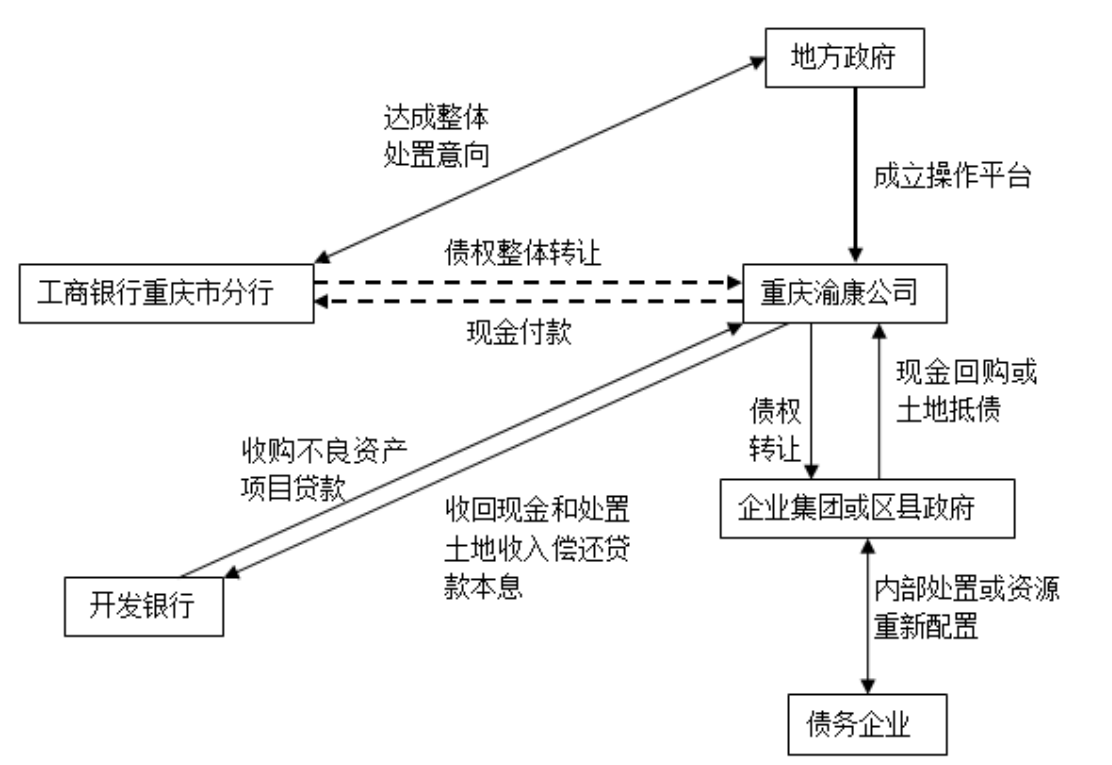 地方政府
达成整体
处置意向
成立操作平台
债权整体转让
工商银行重庆市分行
重庆渝康公司
现金付款
现金回购或
土地抵债
债权
转让
收购不良资产
项目贷款
收回现金和处置
土地收入偿还贷
款本息
企业集团或区县政府
开发银行
内部处置或资源
重新配置
债务企业